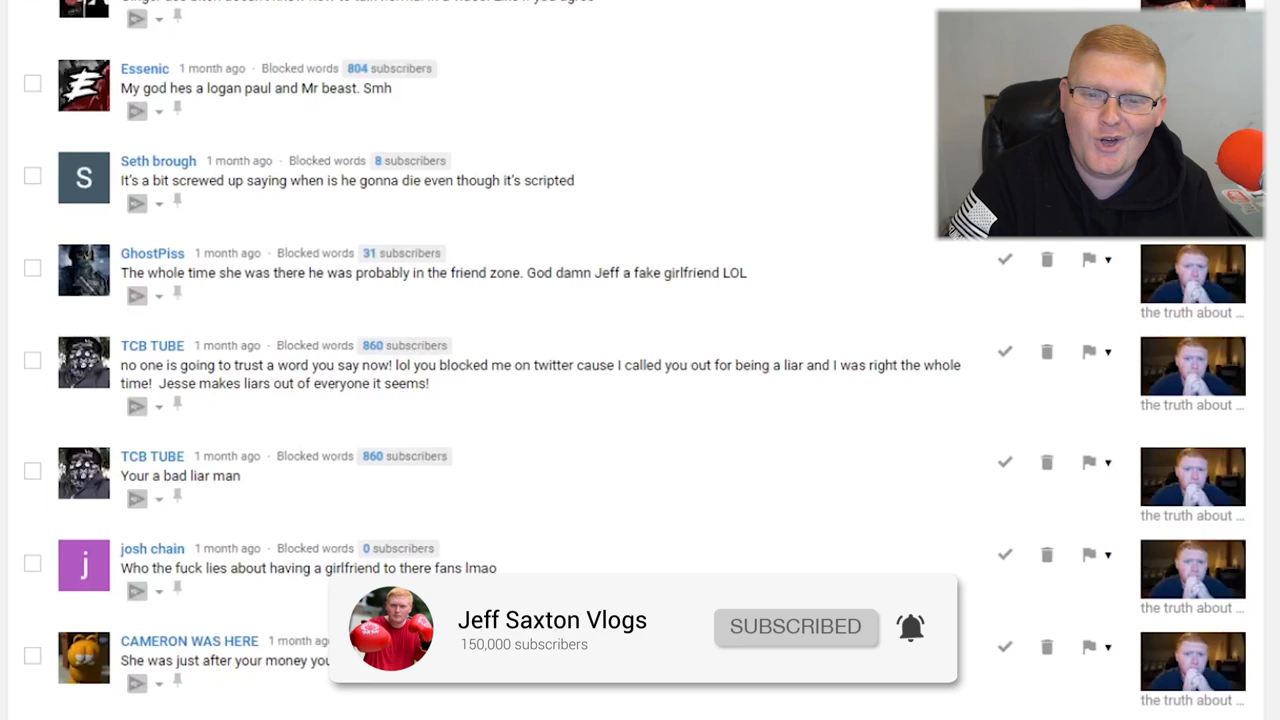 Essenic 1 month ago · Blocked words 804 subscribers
My god hes a logan paul and Mr beast. Smh
S
Seth brough 1 month ago · Blocked words 8 subscribers
It's a bit screwed up saying when is he gonna die even though it's scripted
GhostPiss 1 month ago · Blocked words 31 subscribers
The whole time she was there he was probably in the friend zone. God damn Jeff a fake girlfriend LOL
the truth about ...
TCB TUBE 1 month ago · Blocked words 860 subscribers
no one is going to trust a word you say now! lol you blocked me on twitter cause I called you out for being a liar and I was right the whole
time! Jesse makes liars out of everyone it seems!
the truth about ...
TCB TUBE 1 month ago · Blocked words 860 subscribers
Your a bad liar man
the truth about ...
j
josh chain 1 month ago · Blocked words 0 subscribers
Who the fuck lies about having a girlfriend to there fans lmao
the truth about ...
CAMERON WAS HERE 1 month ago
She was just after your money you
the truth about ...
Jeff Saxton Vlogs
150,000 subscribers
SUBSCRIBED